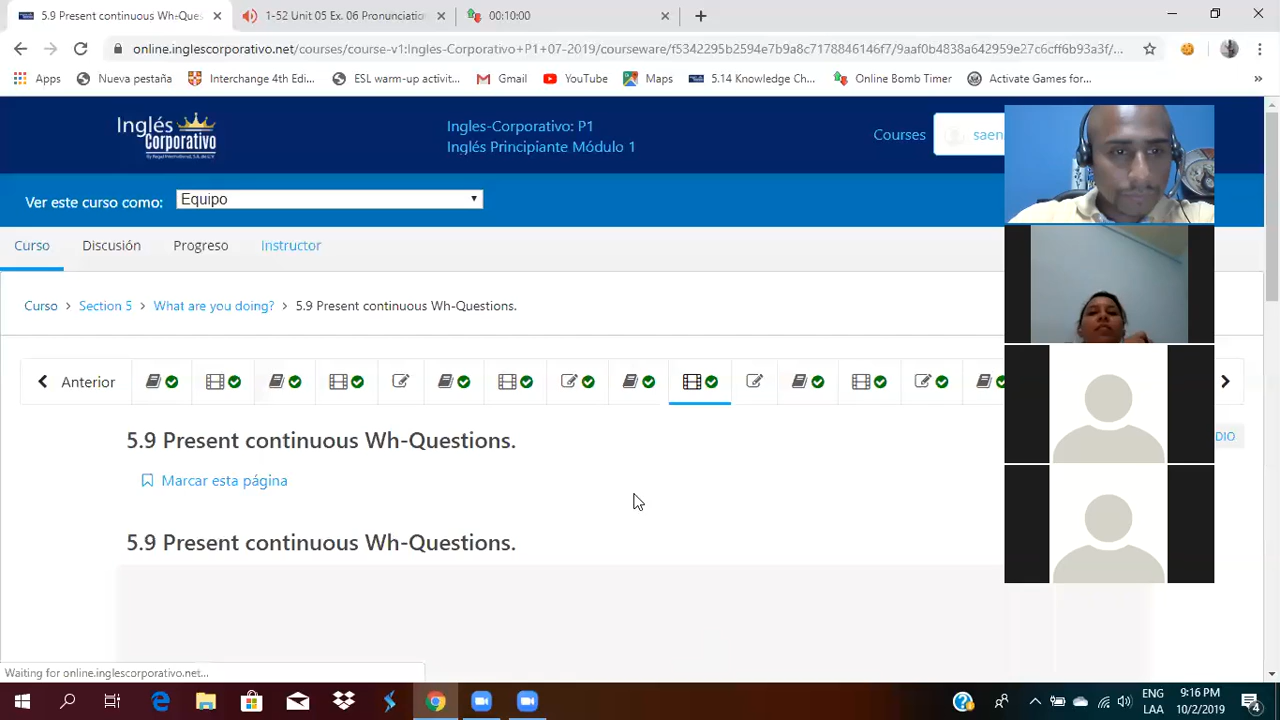 5.9 Present continuous Wh-Ques
1-52 Unit 05 Ex. 06 Pronunciation
00:10:00
online.inglescorporativo.net/courses/course-v1:Ingles-Corporativo+P1+07-2019/courseware/f5342295b2594e7b9a8c7178846146f7/9aaf0b4838a642959e27c6cff6b93a3f/...
Apps
Nueva pestaña
Interchange 4th Edi...
ESL warm-up activit...
Gmail
YouTube
Maps
5.14 Knowledge Ch...
Online Bomb Timer
Activate Games for...
»
Inglés
Corporativo
By Regal International, S.A. de C.V
Ingles-Corporativo: P1
Inglés Principiante Módulo 1
Courses
saen
Ver este curso como:
Equipo
Curso
Discusión
Progreso
Instructor
Curso > Section 5 > What are you doing? > 5.9 Present continuous Wh-Questions.
Anterior
5.9 Present continuous Wh-Questions.
DIO
Marcar esta página
5.9 Present continuous Wh-Questions.
Waiting for online.inglescorporativo.net...
ENG
LAA
9:16 PM
10/2/2019
4